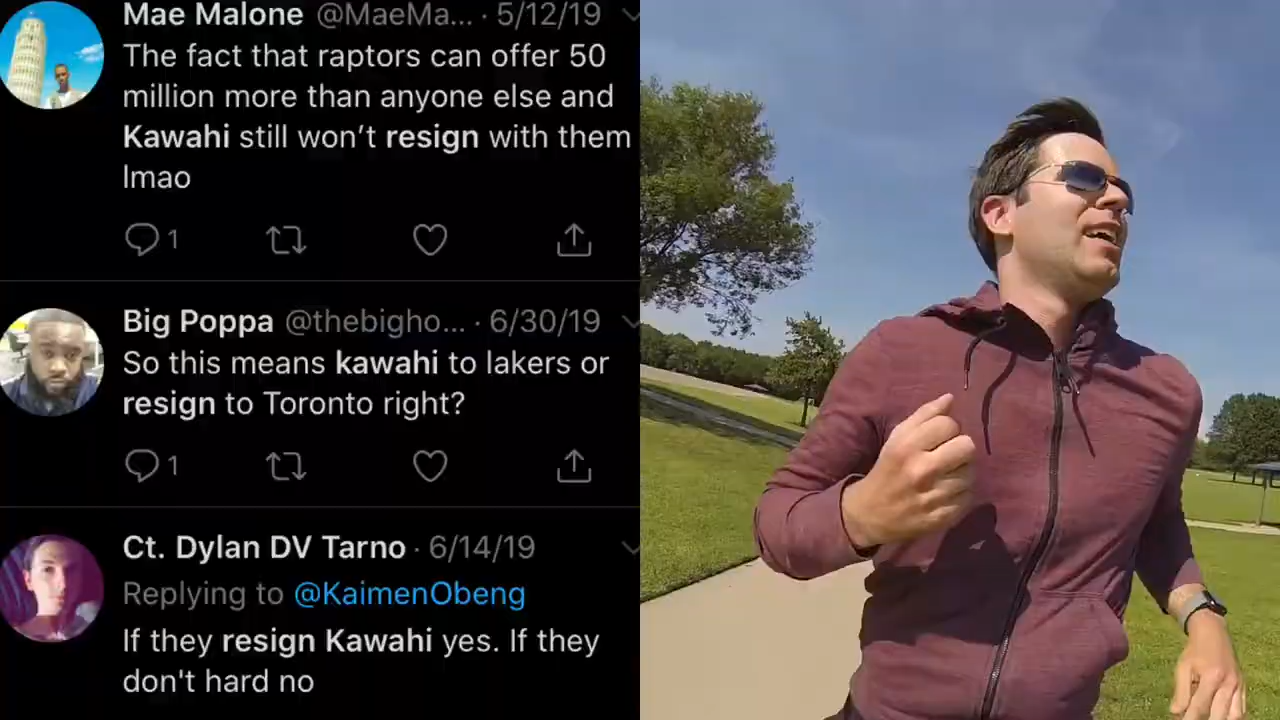 Mae Malone @MaeMa... · 5/12/19
The fact that raptors can offer 50
million more than anyone else and
Kawahi still won’t resign with them
lmao
1
Big Poppa @thebigho... · 6/30/19
So this means kawahi to lakers or
resign to Toronto right?
1
Ct. Dylan DV Tarno · 6/14/19
Replying to @KaimenObeng
If they resign Kawahi yes. If they
don't hard no